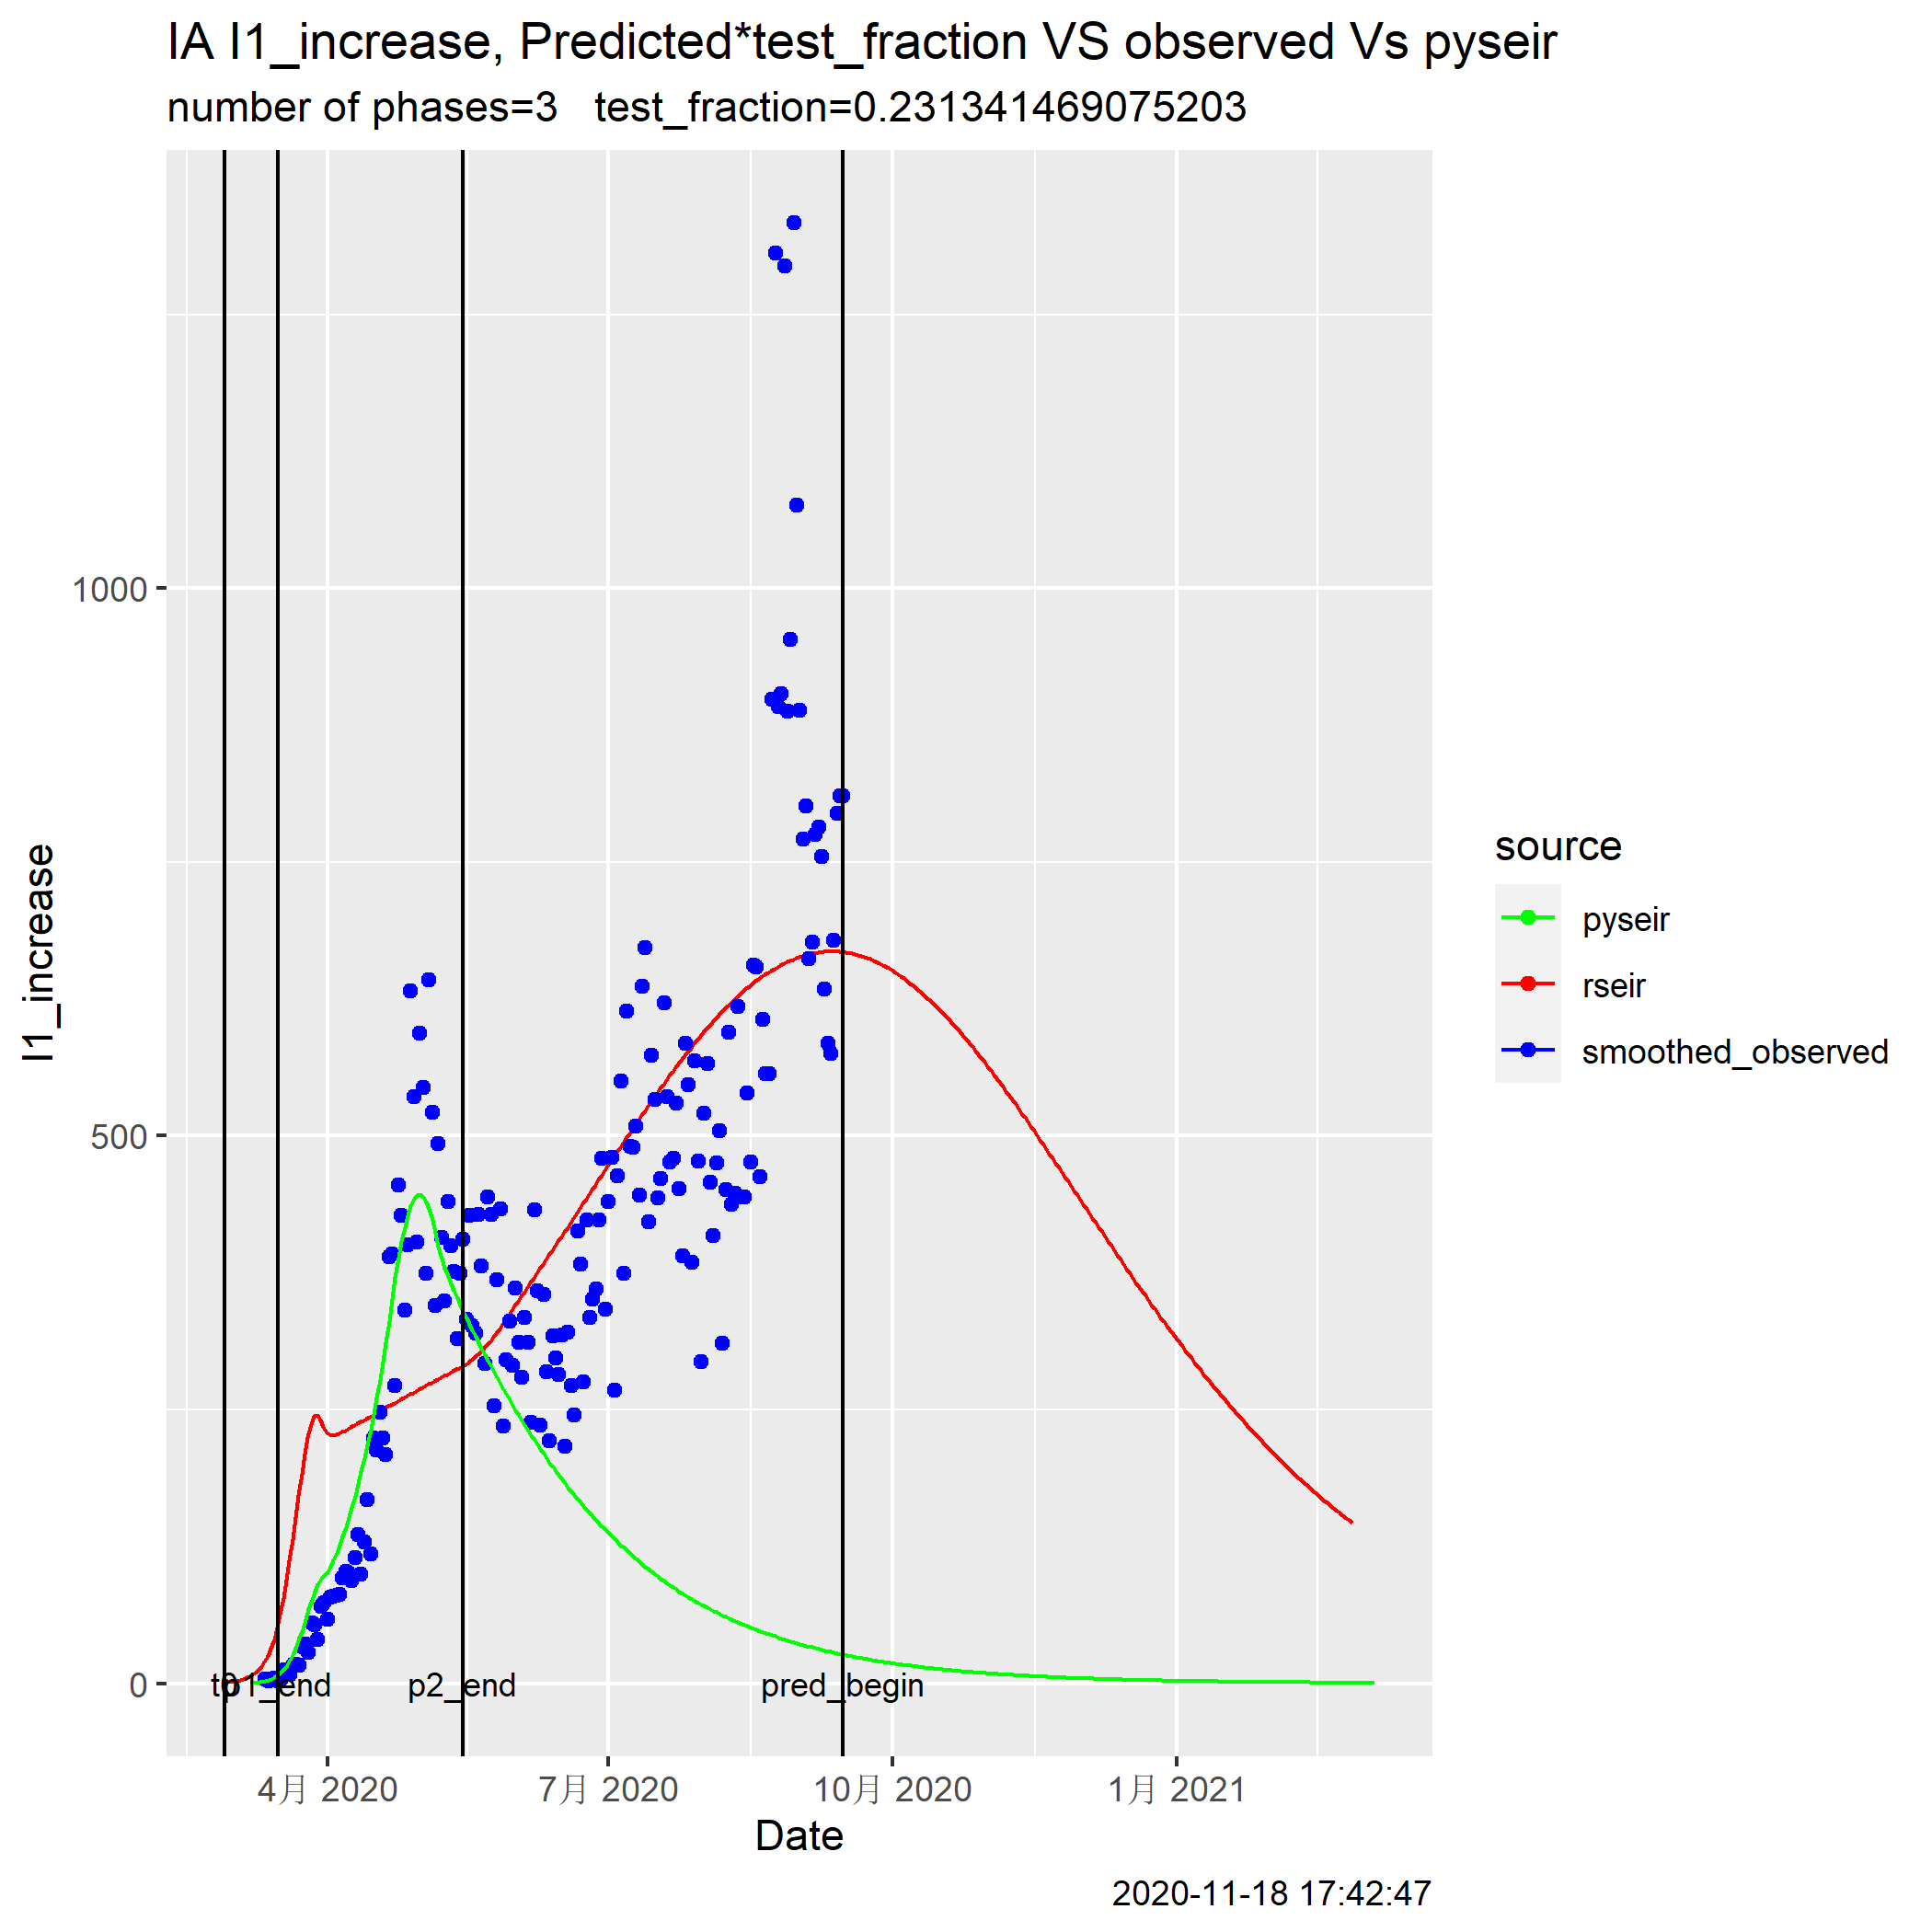 IA I1_increase, Predicted*test_fraction VS observed Vs pyseir
number of phases=3   test_fraction=0.231341469075203
I1_increase
1000
500
0
t0
p1_end
p2_end
pred_begin
4月 2020
7月 2020
10月 2020
1月 2021
Date
source
pyseir
rseir
smoothed_observed
2020-11-18 17:42:47